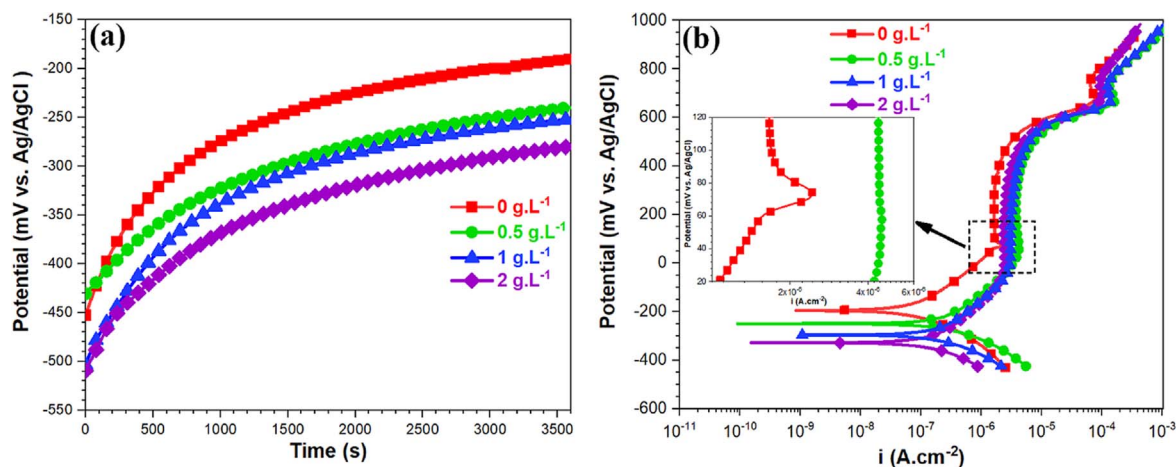 (a)
-150
-200
-250
-300
-350
-400
-450
-500
-550
Potential (mV vs. Ag/AgCl)
0 500 1000 1500 2000 2500 3000 3500
Time (s)
0 g.L⁻¹
0.5 g.L⁻¹
1 g.L⁻¹
2 g.L⁻¹
(b)
1000
800
600
400
200
0
-200
-400
-600
Potential (mV vs. Ag/AgCl)
10⁻¹¹ 10⁻¹⁰ 10⁻⁹ 10⁻⁸ 10⁻⁷ 10⁻⁶ 10⁻⁵ 10⁻⁴ 10⁻³
i (A.cm⁻²)
0 g.L⁻¹
0.5 g.L⁻¹
1 g.L⁻¹
2 g.L⁻¹
120
100
80
60
40
20
Potential (mV vs. Ag/AgCl)
2x10⁻⁶ 4x10⁻⁶ 6x10⁻⁶
i (A.cm⁻²)